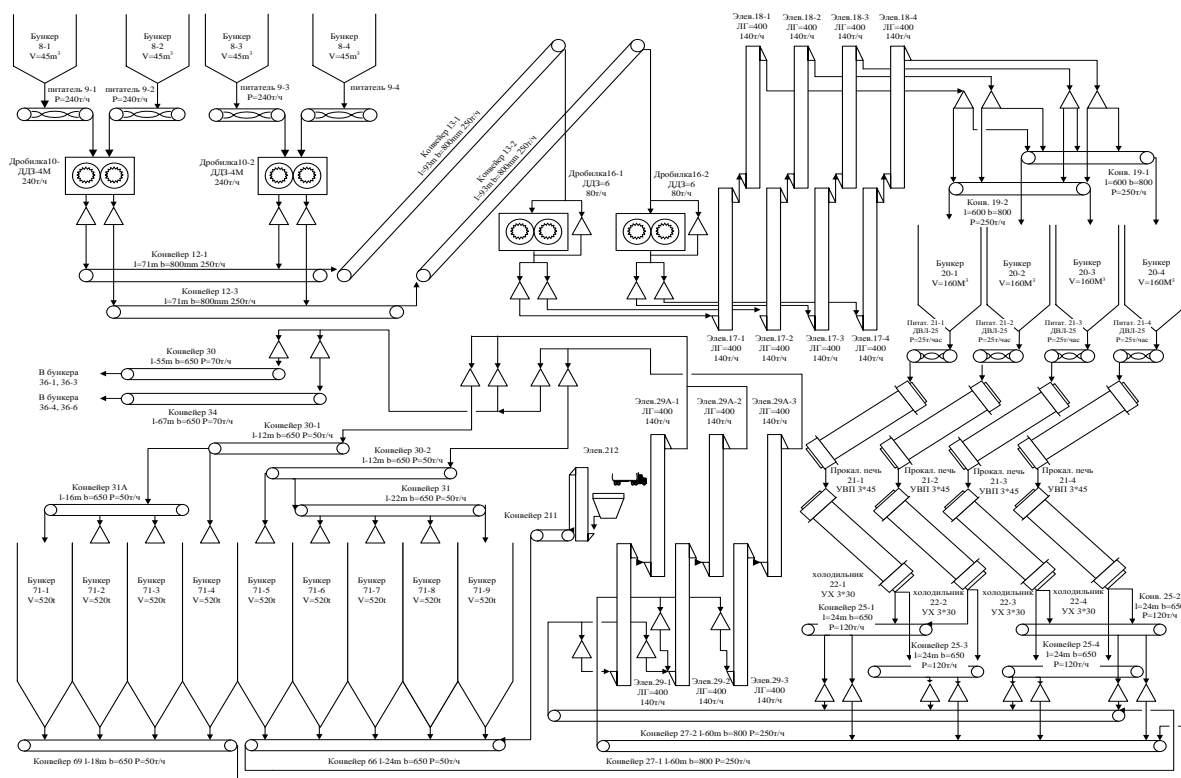 Бункер
8-1
V=45m³
Бункер
8-2
V=45m³
Бункер
8-3
V=45m³
Бункер
8-4
V=45m³
питатель 9-1
P=240т/ч
питатель 9-2
P=240т/ч
питатель 9-3
P=240т/ч
питатель 9-4
Дробилка10-
ДДЗ-4М
240т/ч
Дробилка10-2
ДДЗ-4М
240т/ч
Конвейер 12-1
l=71m b=800mm 250т/ч
Конвейер 12-3
l=71m b=800mm 250т/ч
Конвейер 13-1
l=93m b=800mm 250т/ч
Конвейер 13-2
l=93m b=800mm 250т/ч
Дробилка16-1
ДДЗ=6
80т/ч
Дробилка16-2
ДДЗ=6
80т/ч
Элев.18-1
ЛГ=400
140т/ч
Элев.18-2
ЛГ=400
140т/ч
Элев.18-3
ЛГ=400
140т/ч
Элев.18-4
ЛГ=400
140т/ч
Элев.17-1
ЛГ=400
140т/ч
Элев.17-2
ЛГ=400
140т/ч
Элев.17-3
ЛГ=400
140т/ч
Элев.17-4
ЛГ=400
140т/ч
Конв. 19-1
l=600 b=800
P=250т/ч
Конв. 19-2
l=600 b=800
P=250т/ч
Бункер
20-1
V=160М³
Бункер
20-2
V=160М³
Бункер
20-3
V=160М³
Бункер
20-4
V=160М³
Питат. 21-1
ДВЛ-25
P=25т/час
Питат. 21-2
ДВЛ-25
P=25т/час
Питат. 21-3
ДВЛ-25
P=25т/час
Питат. 21-4
ДВЛ-25
P=25т/час
Конвейер 30
l-55m b=650 P=70т/ч
В бункера
36-1, 36-3
В бункера
36-4, 36-6
Конвейер 34
l-67m b=650 P=70т/ч
Конвейер 30-1
l-12m b=650 P=50т/ч
Конвейер 30-2
l-12m b=650 P=50т/ч
Конвейер 31А
l-16m b=650 P=50т/ч
Конвейер 31
l-22m b=650 P=50т/ч
Элев.212
Конвейер 211
Элев.29А-1
ЛГ=400
140т/ч
Элев.29А-2
ЛГ=400
140т/ч
Элев.29А-3
ЛГ=400
140т/ч
Прокал. печь
21-1
УВП 3*45
Прокал. печь
21-2
УВП 3*45
Прокал. печь
21-3
УВП 3*45
Прокал. печь
21-4
УВП 3*45
Бункер
71-1
V=520t
Бункер
71-2
V=520t
Бункер
71-3
V=520t
Бункер
71-4
V=520t
Бункер
71-5
V=520t
Бункер
71-6
V=520t
Бункер
71-7
V=520t
Бункер
71-8
V=520t
Бункер
71-9
V=520t
холодильник
22-1
УХ 3*30
холодильник
22-2
УХ 3*30
холодильник
22-3
УХ 3*30
холодильник
22-4
УХ 3*30
Конвейер 25-1
l=24m b=650
P=120т/ч
Конв. 25-2
l=24m b=650
P=120т/ч
Конвейер 25-3
l=24m b=650
P=120т/ч
Конвейер 25-4
l=24m b=650
P=120т/ч
Элев.29-1
ЛГ=400
140т/ч
Элев.29-2
ЛГ=400
140т/ч
Элев.29-3
ЛГ=400
140т/ч
Конвейер 27-2 l-60m b=800 P=250т/ч
Конвейер 69 l-18m b=650 P=50т/ч
Конвейер 66 l-24m b=650 P=50т/ч
Конвейер 27-1 l-60m b=800 P=250т/ч